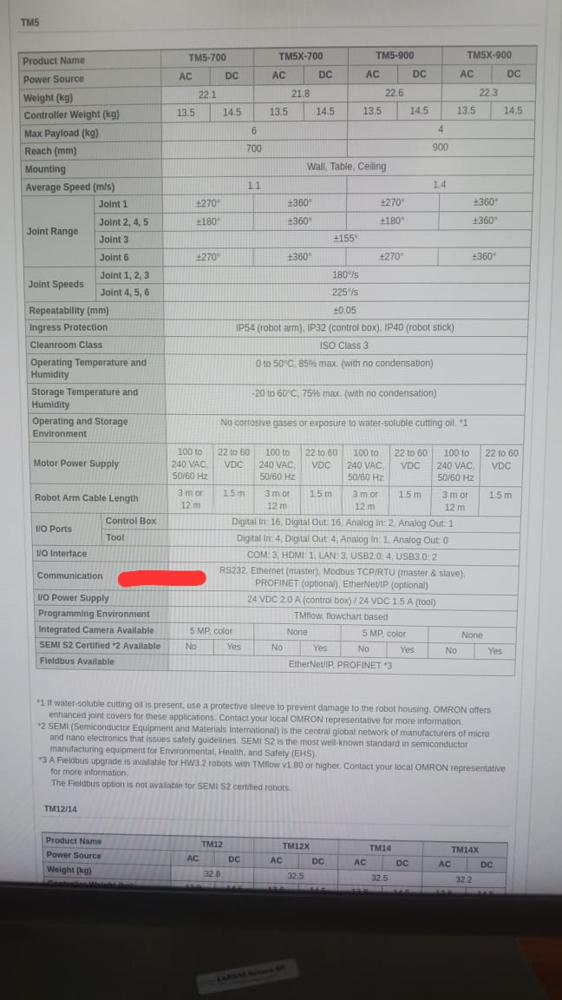 TM5
Product Name TM5-700 TM5X-700 TM5-900 TM5X-900
Power Source AC DC AC DC AC DC AC DC
Weight (kg) 22.1 21.8 22.6 22.3
Controller Weight (kg) 13.5 14.5 13.5 14.5 13.5 14.5 13.5 14.5
Max Payload (kg) 6 4
Reach (mm) 700 900
Mounting Wall, Table, Ceiling
Average Speed (m/s) 1.1 1.4
Joint Range
Joint 1 ±270° ±360° ±270° ±360°
Joint 2, 4, 5 ±180° ±360° ±180° ±360°
Joint 3 ±155°
Joint 6 ±270° ±360° ±270° ±360°
Joint Speeds
Joint 1, 2, 3 180°/s
Joint 4, 5, 6 225°/s
Repeatability (mm) ±0.05
Ingress Protection IP54 (robot arm), IP32 (control box), IP40 (robot stick)
Cleanroom Class ISO Class 3
Operating Temperature and
Humidity
0 to 50°C, 85% max. (with no condensation)
Storage Temperature and
Humidity
-20 to 60°C, 75% max. (with no condensation)
Operating and Storage
Environment
No corrosive gases or exposure to water-soluble cutting oil. *1
Motor Power Supply
100 to 22 to 60 100 to 22 to 60 100 to 22 to 60 100 to 22 to 60
240 VAC, VDC 240 VAC, VDC 240 VAC, VDC 240 VAC, VDC
50/60 Hz 50/60 Hz 50/60 Hz 50/60 Hz
Robot Arm Cable Length
3 m or 1.5 m 3 m or 1.5 m 3 m or 1.5 m 3 m or 1.5 m
12 m 12 m 12 m 12 m
I/O Ports
Control Box Digital In: 16, Digital Out: 16, Analog In: 2, Analog Out: 1
Tool Digital In: 4, Digital Out: 4, Analog In: 1, Analog Out: 0
I/O Interface COM: 3, HDMI: 1, LAN: 3, USB2.0: 4, USB3.0: 2
Communication
RS232, Ethernet (master), Modbus TCP/RTU (master & slave),
PROFINET (optional), EtherNet/IP (optional)
I/O Power Supply 24 VDC 2.0 A (control box) / 24 VDC 1.5 A (tool)
Programming Environment TMflow, flowchart based
Integrated Camera Available 5 MP, color None 5 MP, color None
SEMI S2 Certified *2 Available No Yes No Yes No Yes No Yes
Fieldbus Available EtherNet/IP, PROFINET *3
*1 If water-soluble cutting oil is present, use a protective sleeve to prevent damage to the robot housing. OMRON offers
enhanced joint covers for these applications. Contact your local OMRON representative for more information.
*2 SEMI (Semiconductor Equipment and Materials International) is the central global network of manufacturers of micro
and nano electronics that issues safety guidelines. SEMI S2 is the most well-known standard in semiconductor
manufacturing equipment for Environmental, Health, and Safety (EHS).
*3 A Fieldbus upgrade is available for HW3.2 robots with TMflow v1.80 or higher. Contact your local OMRON representative
for more information.
The Fieldbus option is not available for SEMI S2 certified robots.
TM12/14
Product Name TM12 TM12X TM14 TM14X
Power Source AC DC AC DC AC DC AC DC
Weight (kg) 32.8 32.5 32.5 32.2